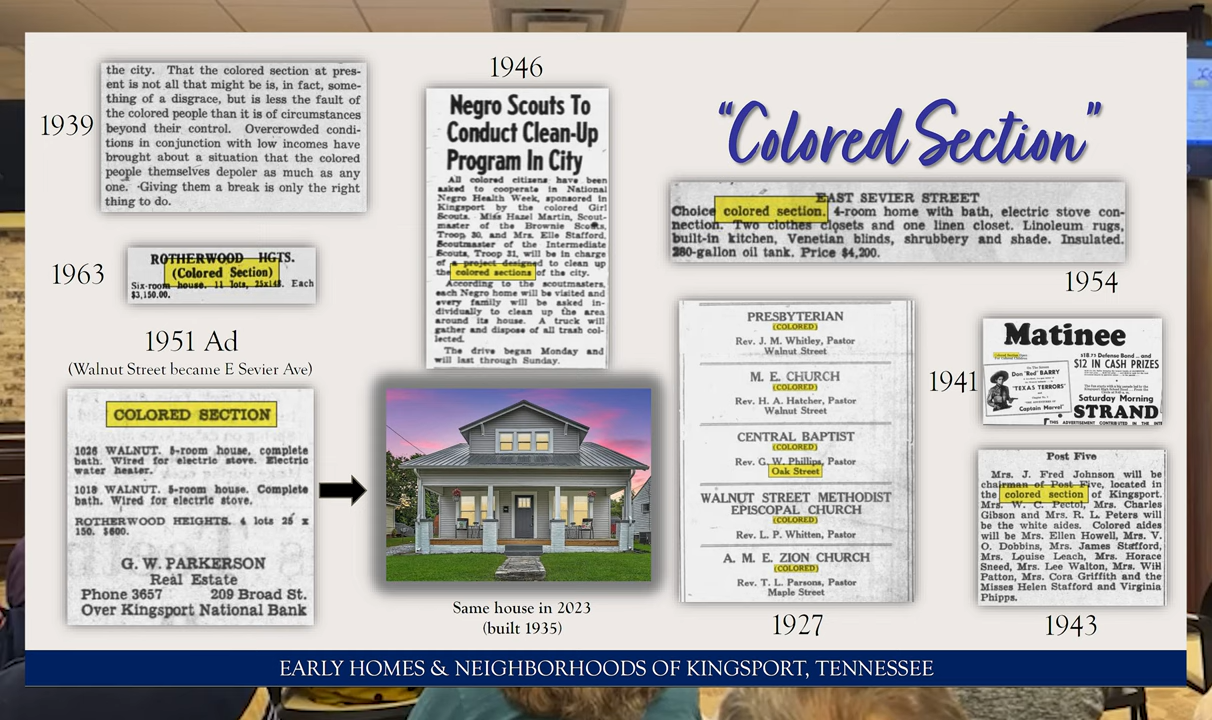 1939
the city. That the colored section at pres-
ent is not all that might be is, in fact, some-
thing of a disgrace, but is less the fault of
the colored people than it is of circumstances
beyond their control. Overcrowded condi-
tions in conjunction with low incomes have
brought about a situation that the colored
people themselves depoler as much as any
one. Giving them a break is only the right
thing to do.
1963
ROTHERWOOD HGTS.
(Colored Section)
Six-room house. 11 lots, 25x148. Each
$3,150.00.
1951 Ad
(Walnut Street became E Sevier Ave)
COLORED SECTION
1026 WALNUT. 5-room house, complete
bath. Wired for electric stove. Electric
water heater.
1018 WALNUT. 5-room house. Complete
bath. Wired for electric stove.
ROTHERWOOD HEIGHTS. 4 lots 25 x
150. $600.
G. W. PARKERSON
Real Estate
Phone 3657 209 Broad St.
Over Kingsport National Bank
1946
Negro Scouts To
Conduct Clean-Up
Program In City
All colored citizens have been
asked to cooperate in National
Negro Health Week, sponsored in
Kingsport by the colored Girl
Scouts. Miss Hazel Martin, Scout-
master of the Brownie Scouts,
Troop 30, and Mrs. Elle Stafford,
Scoutmaster of the Intermediate
Scouts, Troop 31, will be in charge
of a project designed to clean up
the colored sections of the city.
According to the scoutmasters,
each Negro home will be visited and
every family will be asked in-
dividually to clean up the area
around its house. A truck will
gather and dispose of all trash col-
lected.
The drive began Monday and
will last through Sunday.
Same house in 2023
(built 1935)
"Colored Section"
EAST SEVIER STREET
Choice colored section. 4-room home with bath, electric stove con-
nection. Two clothes closets and one linen closet. Linoleum rugs,
built-in kitchen, Venetian blinds, shrubbery and shade. Insulated.
280-gallon oil tank. Price $4,200.
1954
PRESBYTERIAN
(COLORED)
Rev. J. M. Whitley, Pastor
Walnut Street
M. E. CHURCH
(COLORED)
Rev. H. A. Hatcher, Pastor
Walnut Street
CENTRAL BAPTIST
(COLORED)
Rev. G. W. Phillips, Pastor
Oak Street
WALNUT STREET METHODIST
EPISCOPAL CHURCH
(COLORED)
Rev. L. P. Whitten, Pastor
A. M. E. ZION CHURCH
(COLORED)
Rev. T. L. Parsons, Pastor
Maple Street
1927
1941
Matinee
$18.75 Defense Bond ... and
$12 IN CASH PRIZES
Don "Red" BARRY
"TEXAS TERRORS"
Captain Marvel"
Saturday Morning
STRAND
THIS ADVERTISEMENT CONTRIBUTED IN THE INTE
Post Five
Mrs. J. Fred Johnson will be
chairman of Post Five, located in
the colored section of Kingsport.
Mrs. W. C. Pectol, Mrs. Charles
Gibson and Mrs. R. L. Peters will
be the white aides. Colored aides
will be Mrs. Ellen Howell, Mrs. V.
O. Dobbins, Mrs. James Stafford,
Mrs. Louise Leach, Mrs. Horace
Sneed, Mrs. Lee Walton, Mrs. Will
Patton, Mrs. Cora Griffith and the
Misses Helen Stafford and Virginia
Phipps.
1943
EARLY HOMES & NEIGHBORHOODS OF KINGSPORT, TENNESSEE